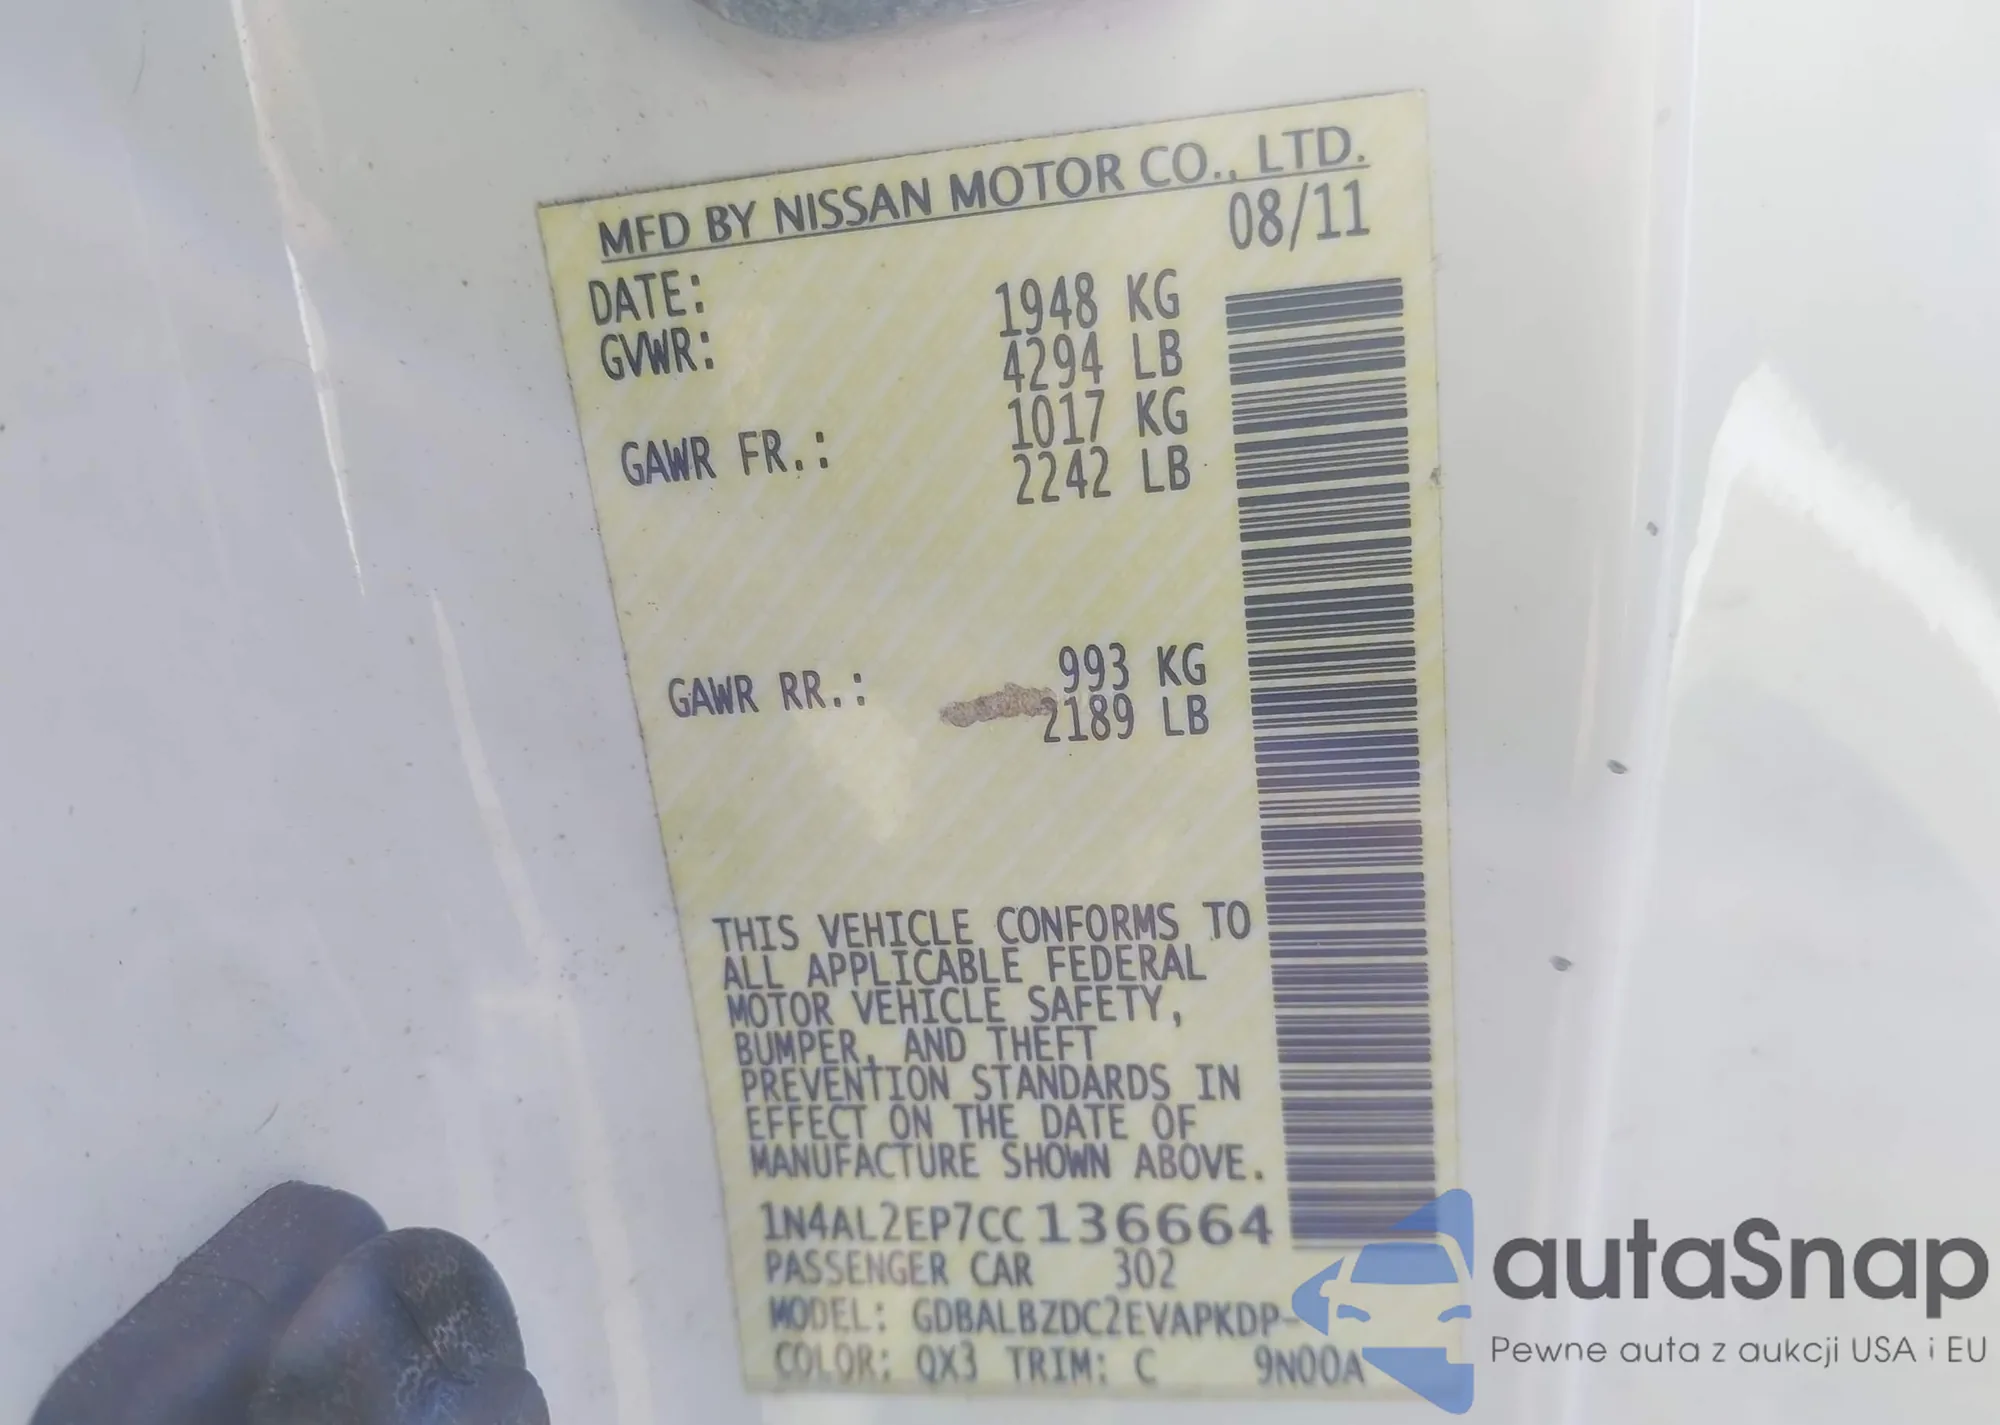 MFD BY NISSAN MOTOR CO., LTD.
DATE: 08/11
GVWR: 1948 KG
4294 LB
GAWR FR.: 1017 KG
2242 LB
GAWR RR.: 993 KG
2189 LB
THIS VEHICLE CONFORMS TO
ALL APPLICABLE FEDERAL
MOTOR VEHICLE SAFETY,
BUMPER, AND THEFT
PREVENTION STANDARDS IN
EFFECT ON THE DATE OF
MANUFACTURE SHOWN ABOVE.
1N4AL2EP7CC136664
PASSENGER CAR 302
MODEL: GDBALBZDC2EVAPKDP-
COLOR: QX3 TRIM: C 9N00A
autaSnap
Pewne auta z aukcji USA i EU